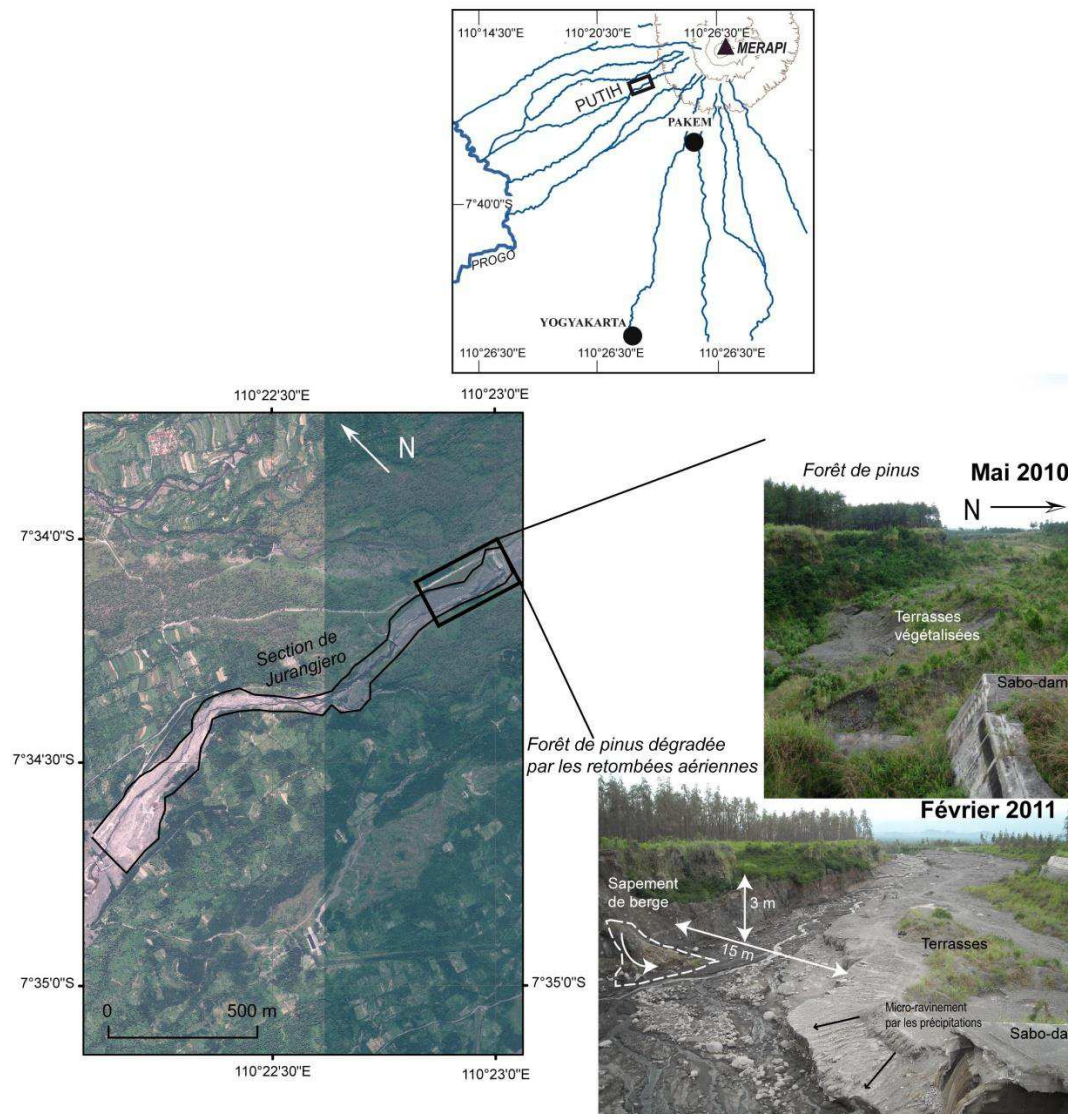 110°14'30"E 110°20'30"E 110°26'30"E
MERAPI
PUTIH
PAKEM
7°40'0"S
PROGO
YOGYAKARTA
110°26'30"E 110°26'30"E 110°26'30"E
110°22'30"E 110°23'0"E
N
7°34'0"S
Section de
Jurangjero
7°34'30"S
7°35'0"S
0 500 m
110°22'30"E 110°23'0"E
Forêt de pinus Mai 2010
N
Terrasses
végétalisées
Sabo-dam
Forêt de pinus dégradée
par les retombées aériennes
Février 2011
Sapement
de berge
3 m
15 m
Terrasses
Micro-ravinement
par les précipitations
Sabo-da